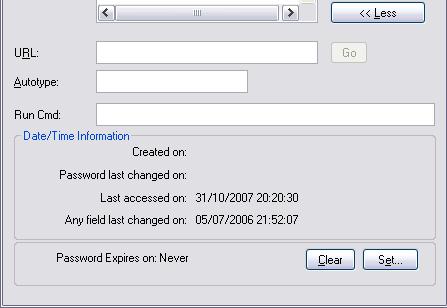 << Less
URL:
Go
Autotype:
Run Cmd:
Date/Time Information
Created on:
Password last changed on:
Last accessed on: 31/10/2007 20:20:30
Any field last changed on: 05/07/2006 21:52:07
Password Expires on: Never
Clear
Set...